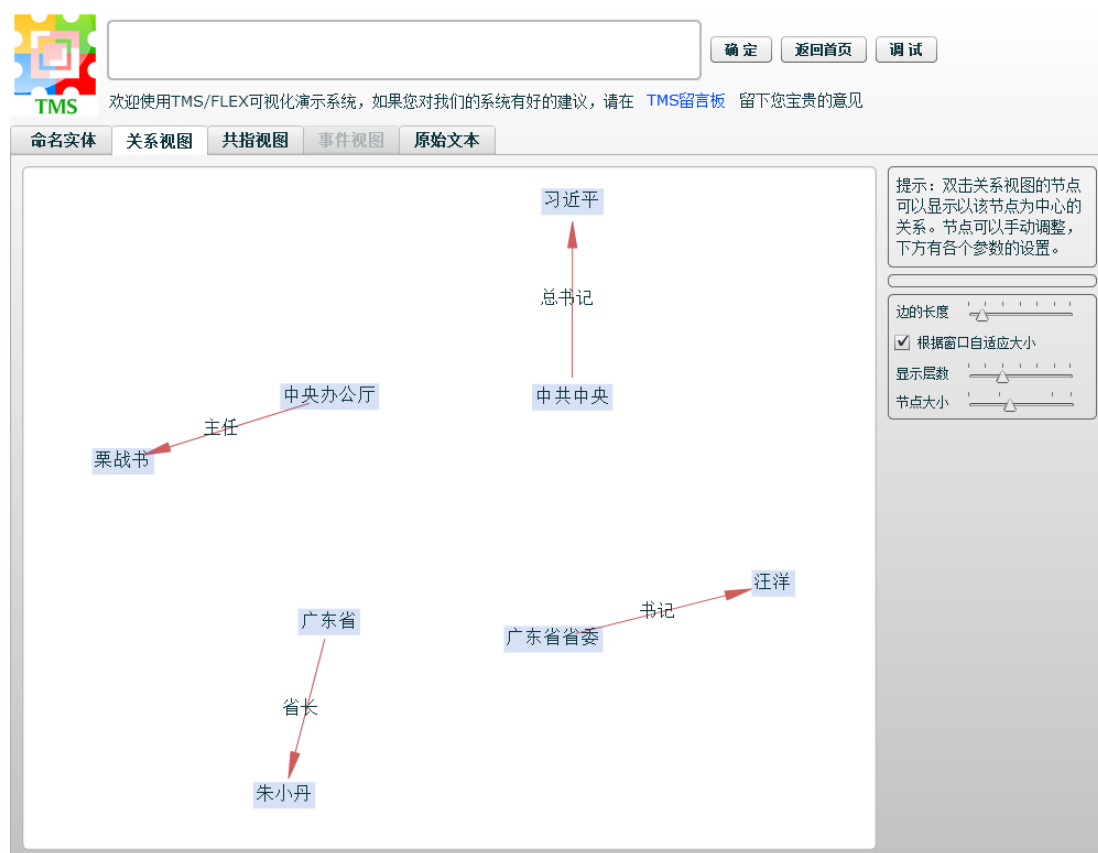 确 定
返回首页
调 试
TMS
欢迎使用TMS/FLEX可视化演示系统，如果您对我们的系统有好的建议，请在 TMS留言板 留下您宝贵的意见
命名实体
关系视图
共指视图
事件视图
原始文本
习近平
总书记
中共中央
中央办公厅
主任
栗战书
汪洋
书记
广东省省委
广东省
省长
朱小丹
提示：双击关系视图的节点
可以显示以该节点为中心的
关系。节点可以手动调整，
下方有各个参数的设置。
边的长度
根据窗口自适应大小
显示层数
节点大小